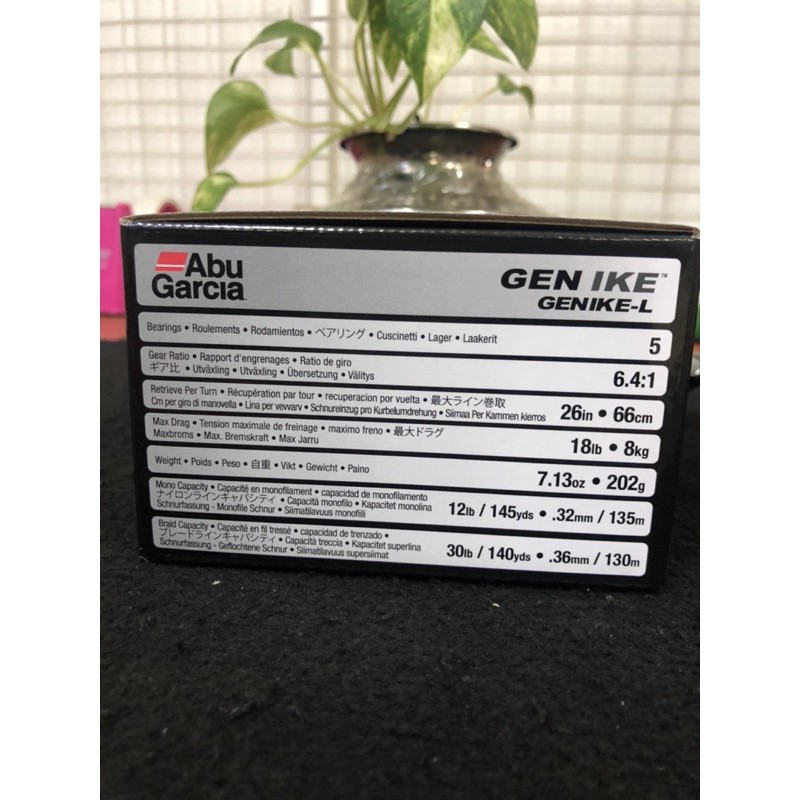 Abu
Garcia
GEN IKE™
GENIKE-L
Bearings • Roulements • Rodamientos • ベアリング • Cuscinetti • Lager • Laakerit
5
Gear Ratio • Rapport d'engrenages • Ratio de giro
ギア比 • Utväxling • Utväxling • Übersetzung • Välitys
6.4:1
Retrieve Per Turn • Récupération par tour • recuperacion por vuelta • 最大ライン巻取
Cm per giro di manovella • Lina per vevvarv • Schnureinzug pro Kurbelumdrehung • Siimaa Per Kammen kierros
26in • 66cm
Max Drag • Tension maximale de freinage • maximo freno • 最大ドラグ
Maxbroms • Max. Bremskraft • Max Jarru
18lb • 8kg
Weight • Poids • Peso • 自重 • Vikt • Gewicht • Paino
7.13oz • 202g
Mono Capacity • Capacité en monofilament • capacidad de monofilamento
ナイロンラインキャパシティ • Capacità monofilo • Kapacitet monolina
Schnurfassung - Monofile Schnur • Siimatilavuus monofiili
12lb / 145yds • .32mm / 135m
Braid Capacity • Capacité en fil tressé • capacidad de trenzado •
ブレードラインキャパシティ • Capacità treccia • Kapacitet superlina
Schnurfassung - Geflochtene Schnur • Siimatilavuus supersiimat
30lb / 140yds • .36mm / 130m